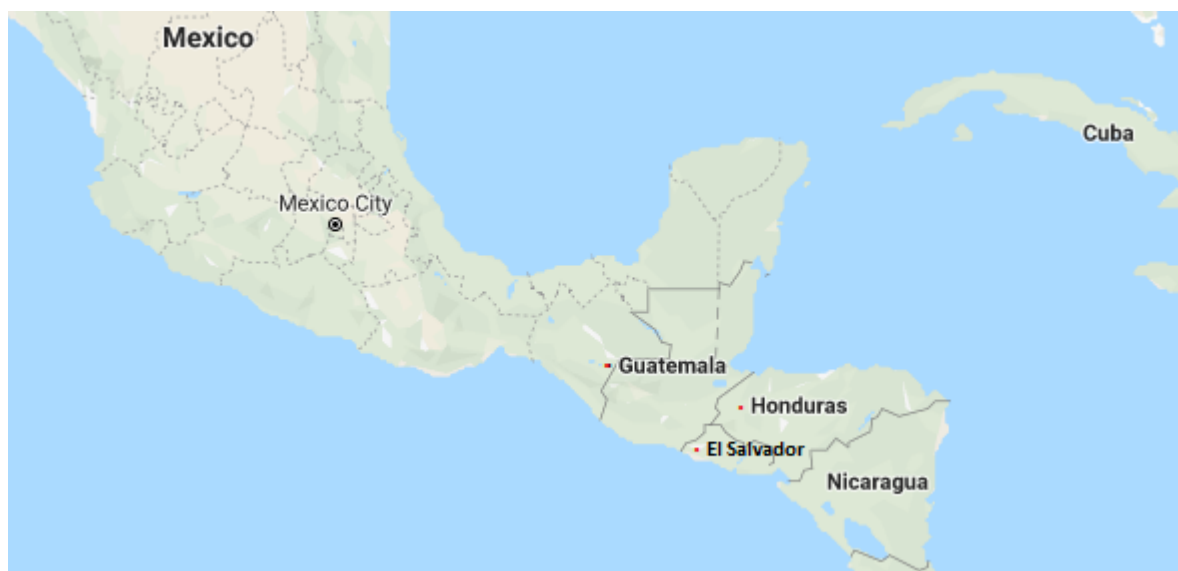 Mexico
Cuba
Mexico City
Guatemala
Honduras
El Salvador
Nicaragua